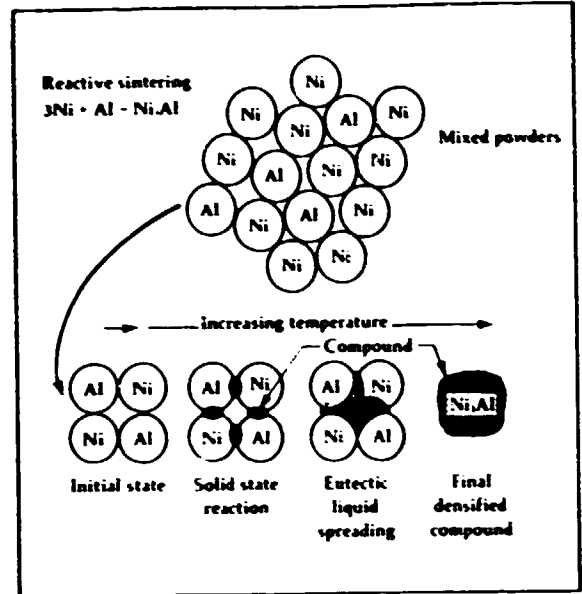 Reactive sintering
3Ni + Al - Ni₃Al
Mixed powders
Ni
Ni
Al
Ni
Ni
Ni
Al
Ni
Ni
Al
Ni
Al
Ni
Ni
Ni
increasing temperature
Compound
Al Ni
Ni Al
Al Ni
Ni Al
Al Ni
Ni Al
Ni₃Al
Initial state
Solid state
reaction
Eutectic
liquid
spreading
Final
densified
compound